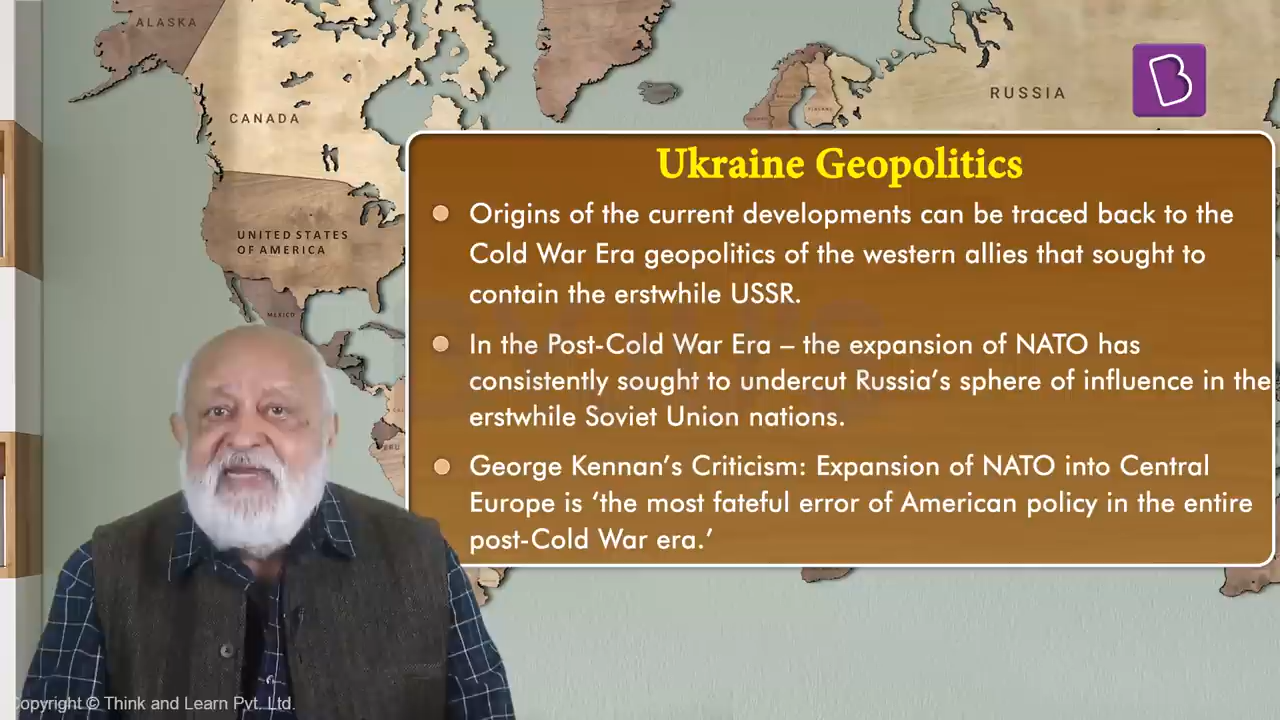 ALASKA
CANADA
RUSSIA
UNITED STATES
OF AMERICA
MEXICO
Ukraine Geopolitics
Origins of the current developments can be traced back to the
Cold War Era geopolitics of the western allies that sought to
contain the erstwhile USSR.
In the Post-Cold War Era – the expansion of NATO has
consistently sought to undercut Russia's sphere of influence in the
erstwhile Soviet Union nations.
George Kennan's Criticism: Expansion of NATO into Central
Europe is ‘the most fateful error of American policy in the entire
post-Cold War era.’
Copyright © Think and Learn Pvt. Ltd.